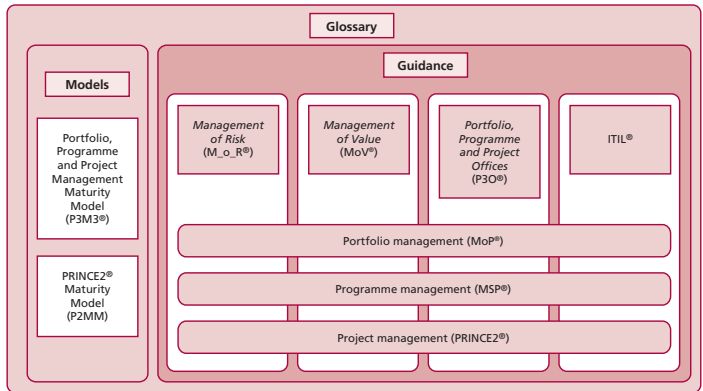 Glossary
Models
Portfolio,
Programme
and Project
Management
Maturity
Model
(P3M3®)
PRINCE2®
Maturity
Model
(P2MM)
Guidance
Management
of Risk
(M_o_R®)
Management
of Value
(MoV®)
Portfolio,
Programme
and Project
Offices
(P3O®)
ITIL®
Portfolio management (MoP®)
Programme management (MSP®)
Project management (PRINCE2®)